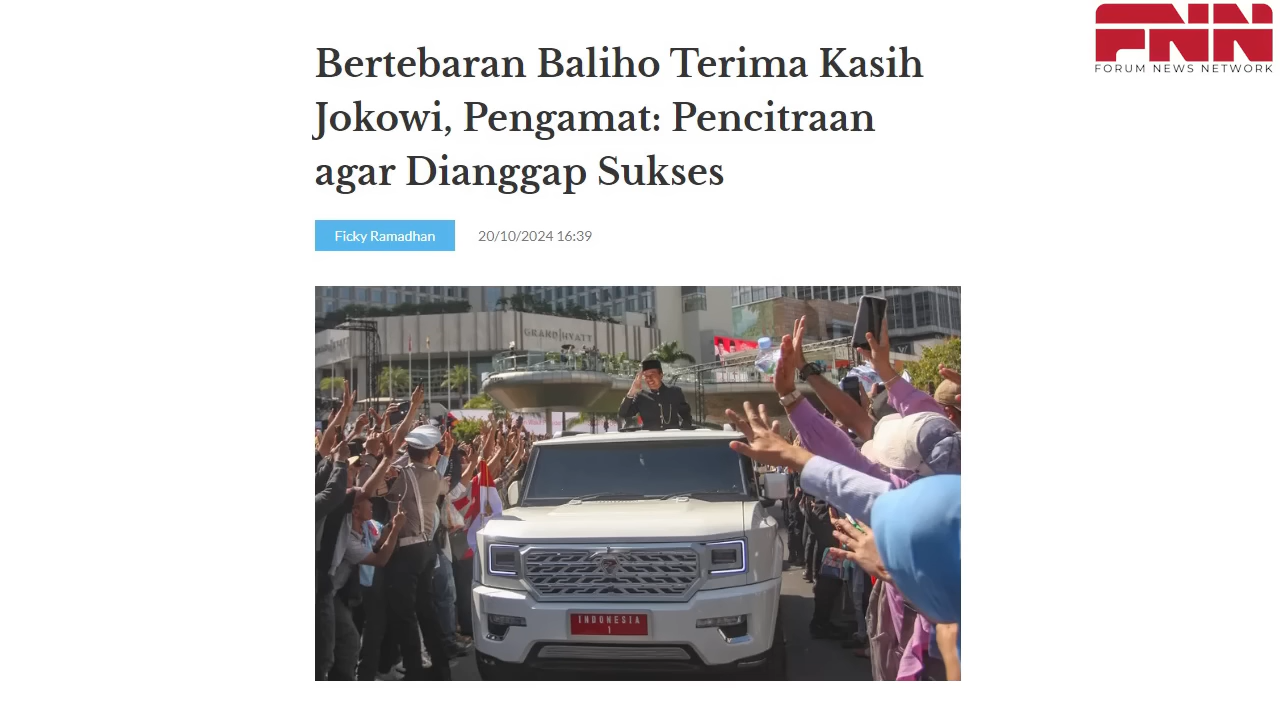 FNN
FORUM NEWS NETWORK
Bertebaran Baliho Terima Kasih
Jokowi, Pengamat: Pencitraan
agar Dianggap Sukses
Ficky Ramadhan
20/10/2024 16:39
GRAND HYATT
INDONESIA
1